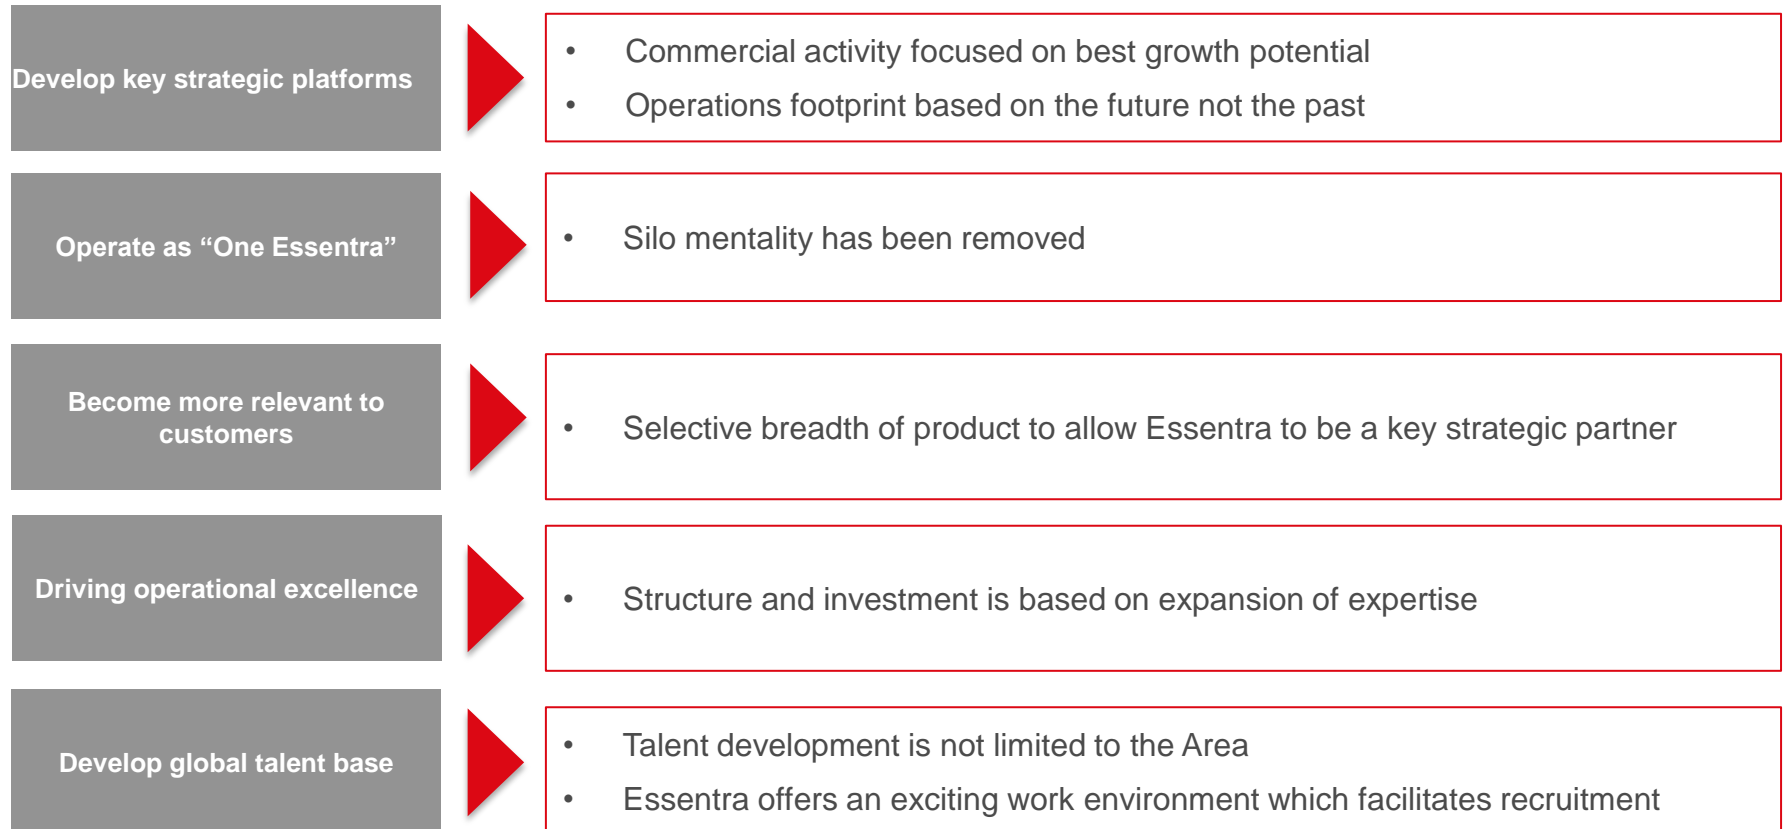 Develop key strategic platforms
• Commercial activity focused on best growth potential
• Operations footprint based on the future not the past
Operate as “One Essentra”
• Silo mentality has been removed
Become more relevant to
customers
• Selective breadth of product to allow Essentra to be a key strategic partner
Driving operational excellence
• Structure and investment is based on expansion of expertise
Develop global talent base
• Talent development is not limited to the Area
• Essentra offers an exciting work environment which facilitates recruitment